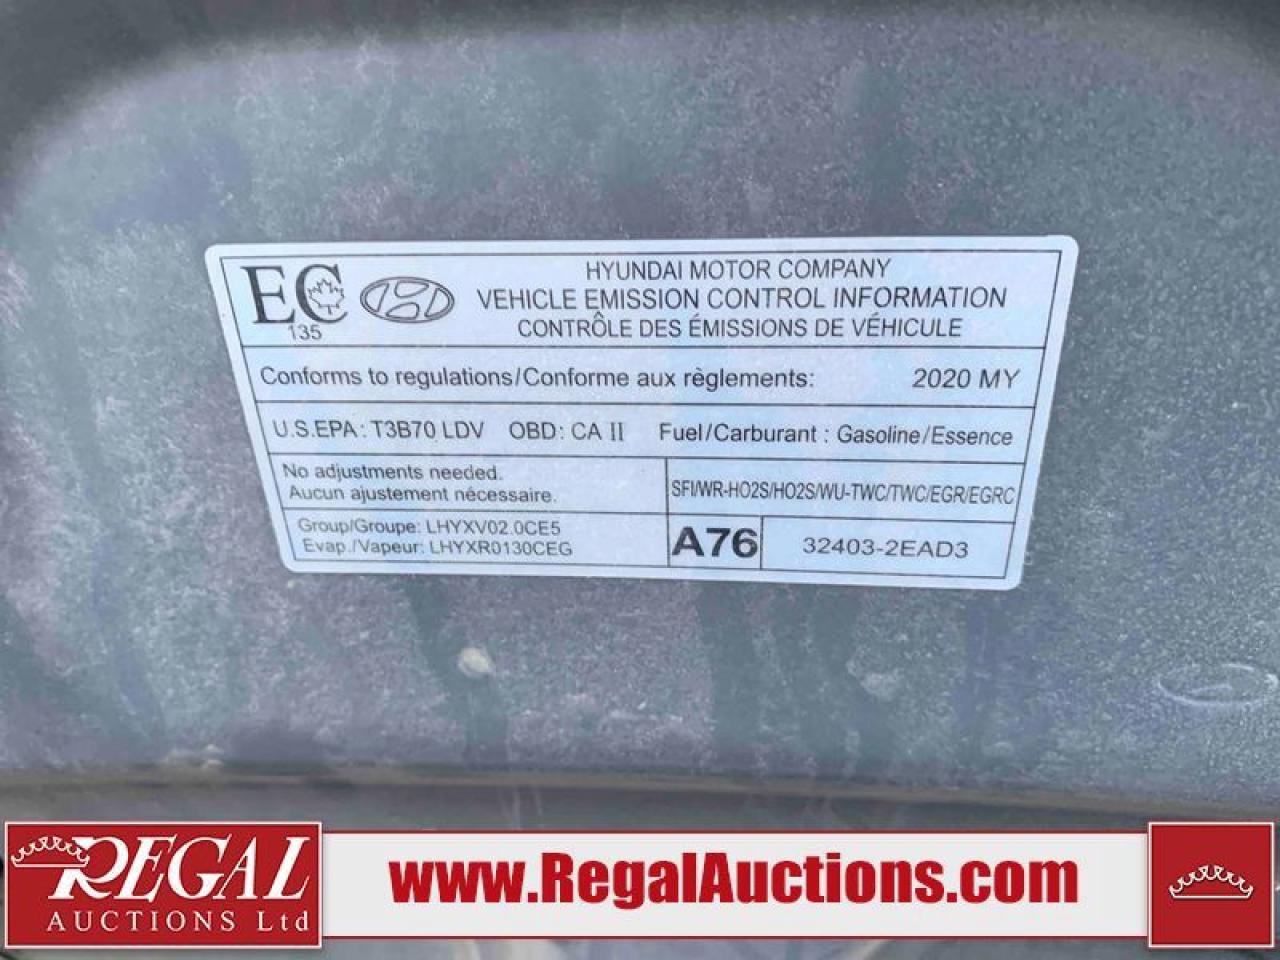 EC
135
HYUNDAI MOTOR COMPANY
VEHICLE EMISSION CONTROL INFORMATION
CONTRÔLE DES ÉMISSIONS DE VÉHICULE
Conforms to regulations/Conforme aux règlements: 2020 MY
U.S.EPA: T3B70 LDV OBD: CA II Fuel/Carburant : Gasoline/Essence
No adjustments needed.
Aucun ajustement nécessaire.
SFI/WR-HO2S/HO2S/WU-TWC/TWC/EGR/EGRC
Group/Groupe: LHYXV02.0CE5
Evap./Vapeur: LHYXR0130CEG
A76
32403-2EAD3
REGAL
AUCTIONS Ltd
www.RegalAuctions.com